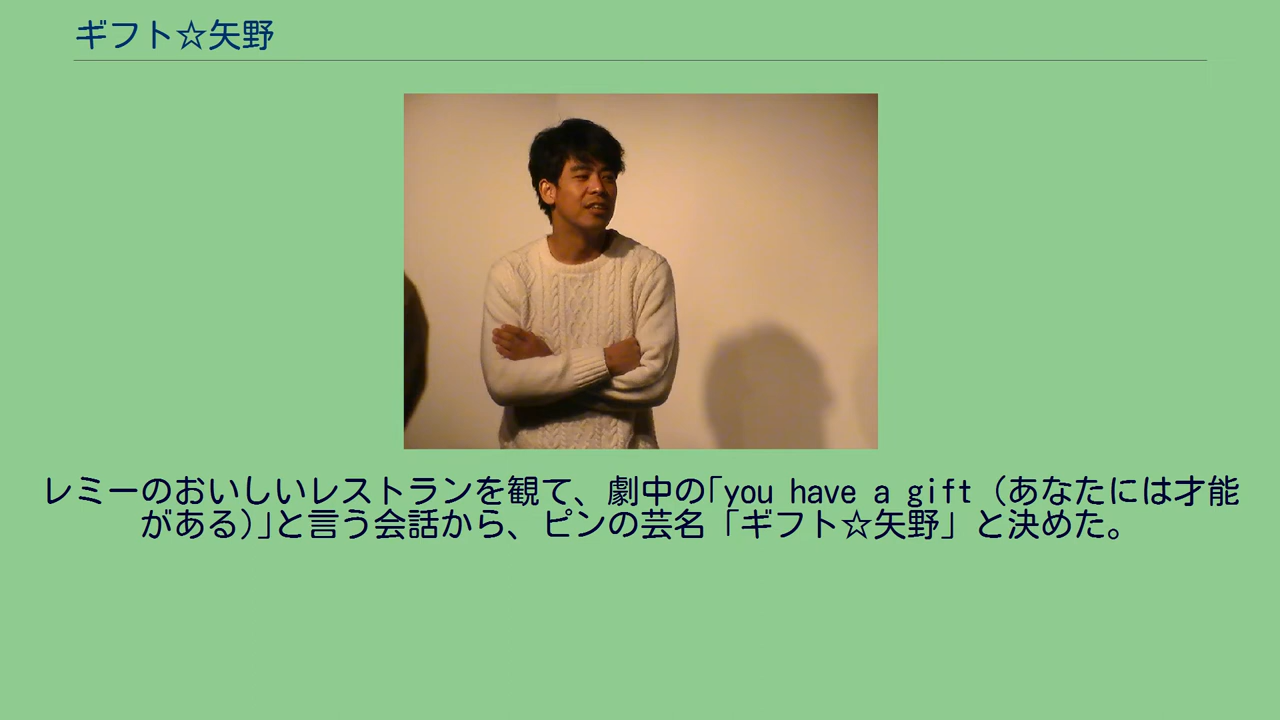 ギフト☆矢野
レミーのおいしいレストランを観て、劇中の｢you have a gift (あなたには才能
がある)｣と言う会話から、ピンの芸名「ギフト☆矢野」と決めた。